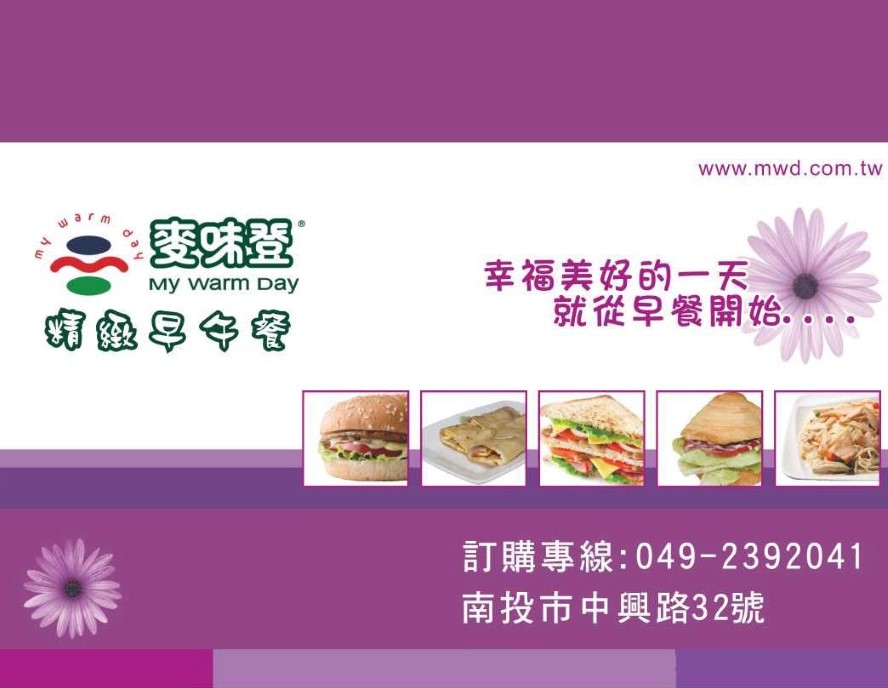 www.mwd.com.tw
my warm day
麥味登®
My Warm Day
精緻早午餐
幸福美好的一天
就從早餐開始....
訂購專線:049-2392041
南投市中興路32號